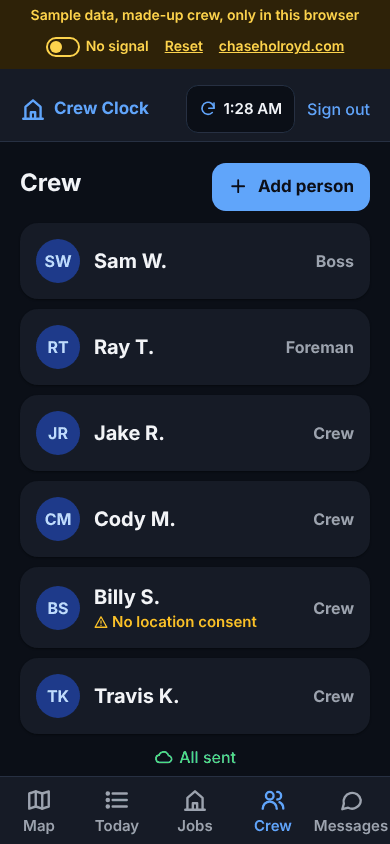 Sample data, made-up crew, only in this browser
No signal Reset chaseholroyd.com
Crew Clock 1:28 AM Sign out
Crew Add person
SW Sam W. Boss
RT Ray T. Foreman
JR Jake R. Crew
CM Cody M. Crew
BS Billy S. Crew
No location consent
TK Travis K. Crew
All sent
Map Today Jobs Crew Messages